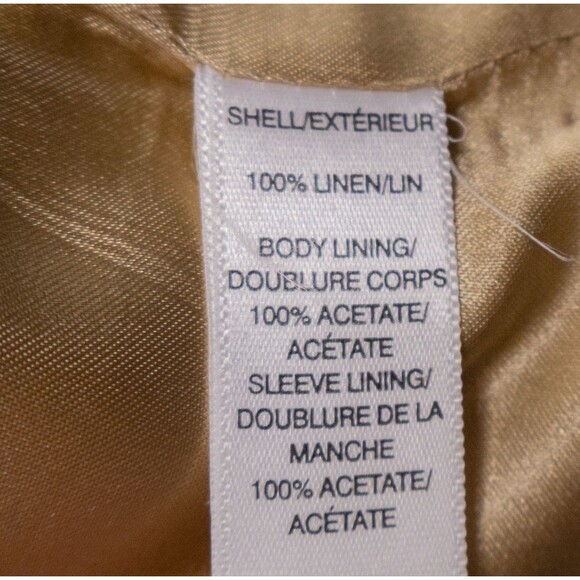 SHELL/EXTÉRIEUR
100% LINEN/LIN
BODY LINING/
DOUBLURE CORPS
100% ACETATE/
ACÉTATE
SLEEVE LINING/
DOUBLURE DE LA
MANCHE
100% ACETATE/
ACÉTATE